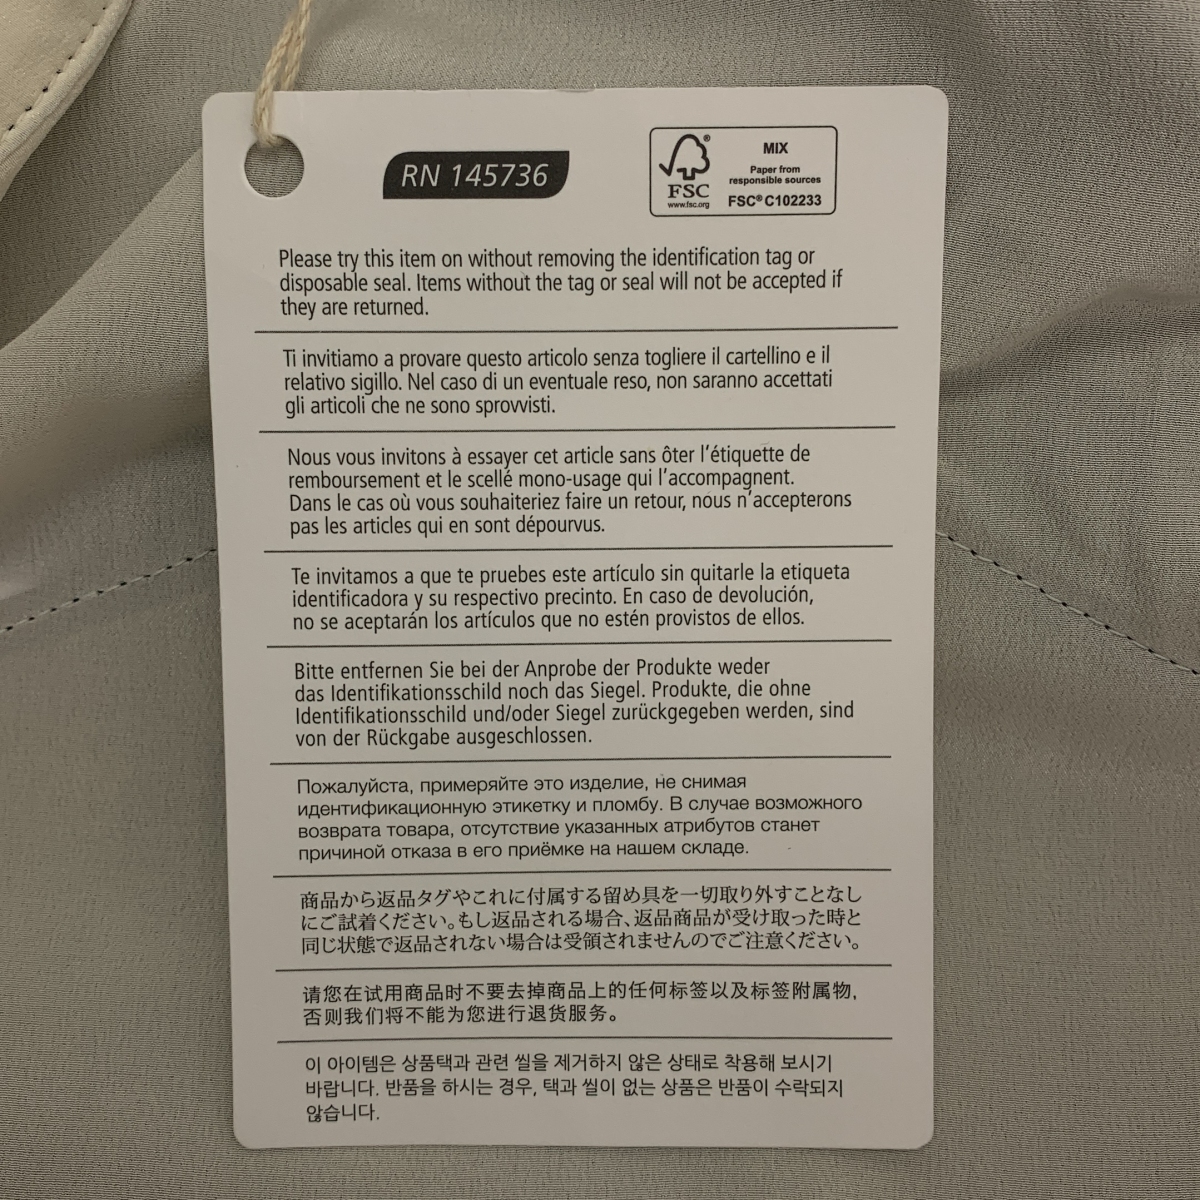 RN 145736
FSC®
www.fsc.org
MIX
Paper from
responsible sources
FSC® C102233
Please try this item on without removing the identification tag or
disposable seal. Items without the tag or seal will not be accepted if
they are returned.
Ti invitiamo a provare questo articolo senza togliere il cartellino e il
relativo sigillo. Nel caso di un eventuale reso, non saranno accettati
gli articoli che ne sono sprovvisti.
Nous vous invitons à essayer cet article sans ôter l'étiquette de
remboursement et le scellé mono-usage qui l'accompagnent.
Dans le cas où vous souhaiteriez faire un retour, nous n'accepterons
pas les articles qui en sont dépourvus.
Te invitamos a que te pruebes este artículo sin quitarle la etiqueta
identificadora y su respectivo precinto. En caso de devolución,
no se aceptarán los artículos que no estén provistos de ellos.
Bitte entfernen Sie bei der Anprobe der Produkte weder
das Identifikationsschild noch das Siegel. Produkte, die ohne
Identifikationsschild und/oder Siegel zurückgegeben werden, sind
von der Rückgabe ausgeschlossen.
Пожалуйста, примеряйте это изделие, не снимая
идентификационную этикетку и пломбу. В случае возможного
возврата товара, отсутствие указанных атрибутов станет
причиной отказа в его приёмке на нашем складе.
商品から返品タグやこれに付属する留め具を一切取り外すことなし
にご試着ください。もし返品される場合、返品商品が受け取った時と
同じ状態で返品されない場合は受領されませんのでご注意ください。
请您在试用商品时不要去掉商品上的任何标签以及标签附属物,
否则我们将不能为您进行退货服务。
이 아이템은 상품택과 관련 씰을 제거하지 않은 상태로 착용해 보시기
바랍니다. 반품을 하시는 경우, 택과 씰이 없는 상품은 반품이 수락되지
않습니다.